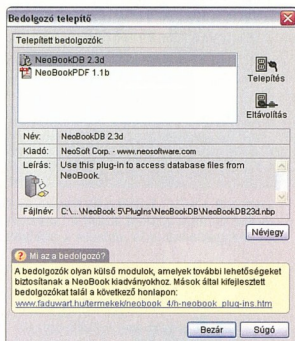 Bedolgozó telepítő
Telepített bedolgozók:
NeoBookDB 2.3d
NeoBookPDF 1.1b
Telepítés
Eltávolítás
Név: NeoBookDB 2.3d
Kiadó: NeoSoft Corp. - www.neosoftware.com
Leírás: Use this plug-in to access database files from
NeoBook.
Fájlnév: C:\...\NeoBook 5\PlugIns\NeoBookDB\NeoBookDB23d.nbp
Névjegy
Mi az a bedolgozó?
A bedolgozók olyan külső modulok, amelyek további lehetőségeket
biztosítanak a NeoBook kiadványokhoz. Mások által kifejlesztett
bedolgozókat talál a következő honlapon:
www.faduwart.hu/termekek/neobook_4/h-neobook_plug-ins.htm
Bezár
Súgó